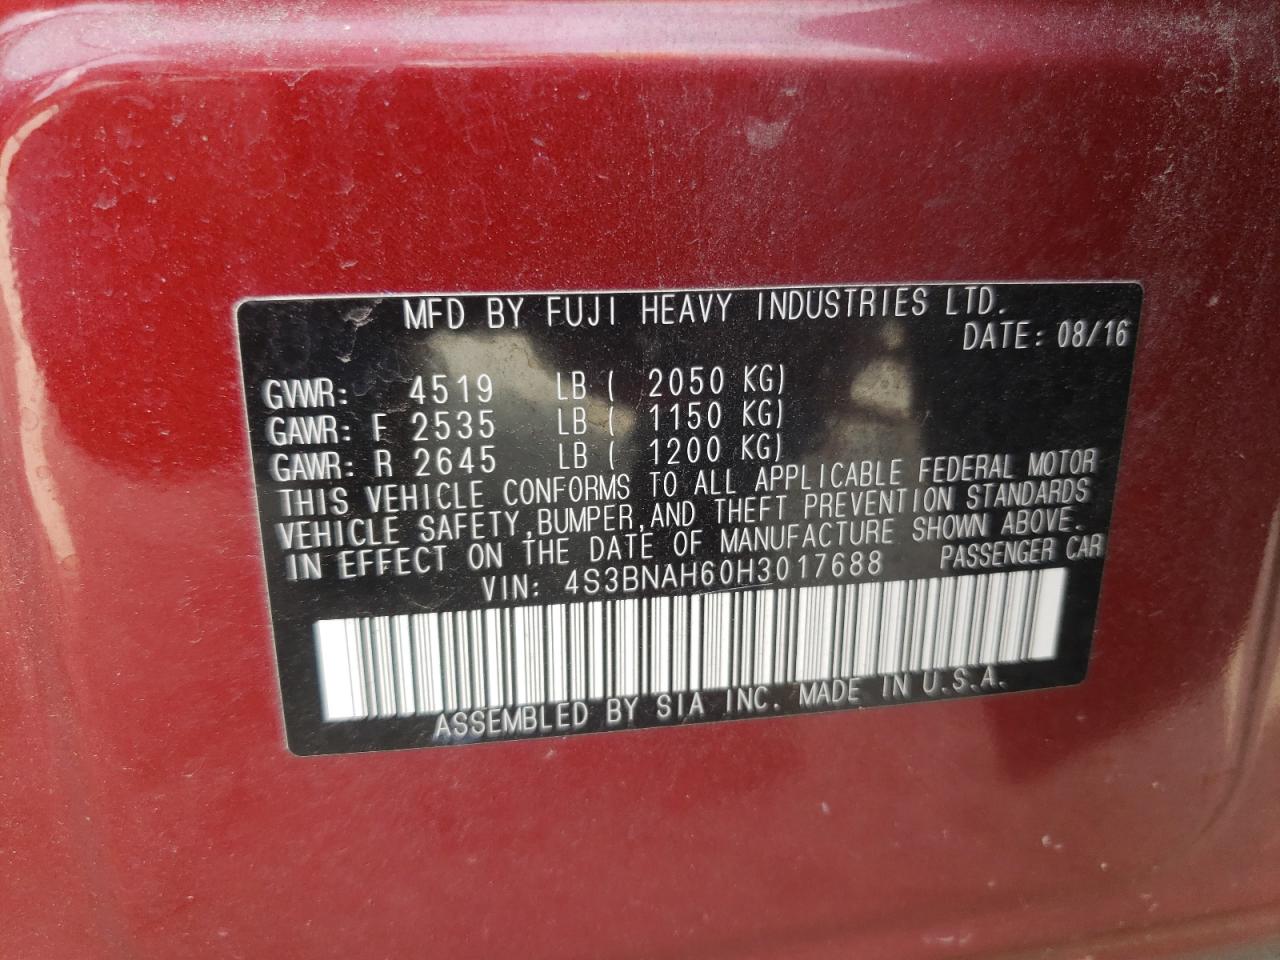 MFD BY FUJI HEAVY INDUSTRIES LTD.
DATE: 08/16
GVWR: 4519 LB ( 2050 KG)
GAWR: F 2535 LB ( 1150 KG)
GAWR: R 2645 LB ( 1200 KG)
THIS VEHICLE CONFORMS TO ALL APPLICABLE FEDERAL MOTOR
VEHICLE SAFETY,BUMPER,AND THEFT PREVENTION STANDARDS
IN EFFECT ON THE DATE OF MANUFACTURE SHOWN ABOVE.
VIN: 4S3BNAH60H3017688 PASSENGER CAR
ASSEMBLED BY SIA INC. MADE IN U.S.A.